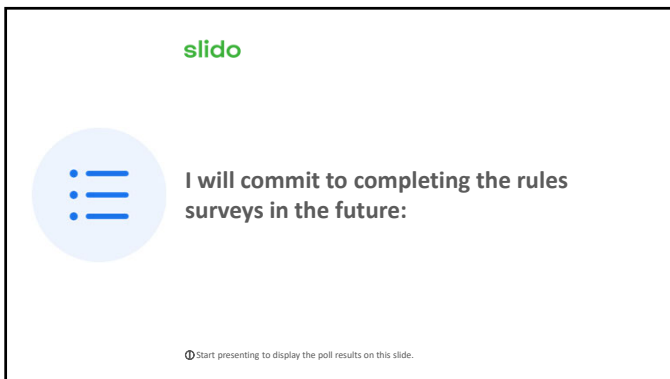 slido
I will commit to completing the rules
surveys in the future:
Start presenting to display the poll results on this slide.